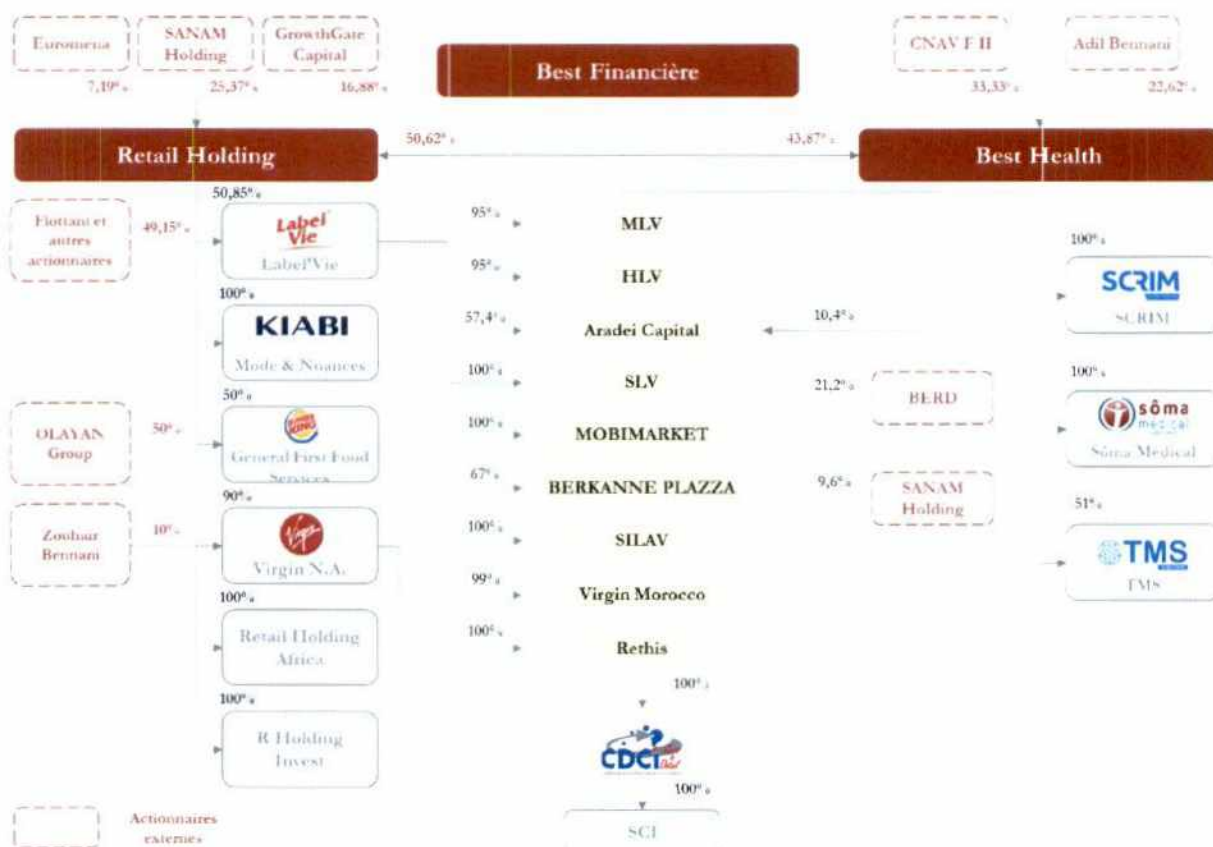 Euromena
SANAM
Holding
GrowthGate
Capital
7,19%
25,37%
16,88%
Best Financière
CNAV F II
Adil Bennani
33,33%
22,62%
Retail Holding
50,62%
43,87%
Best Health
Flottant et
autres
actionnaires
49,15%
50,85%
Label
Vie
Label'Vie
95%
MLV
100%
SCRIM
SCRIM
95%
HLV
100%
KIABI
Mode & Nuances
57,4%
Aradei Capital
10,4%
100%
SLV
21,2%
BERD
100%
sôma
médical
Sôma Médical
OLAYAN
Group
50%
50%
BURGER
KING
General First Food
Services
100%
MOBIMARKET
67%
BERKANNE PLAZZA
9,6%
SANAM
Holding
51%
TMS
TMS
Zouhair
Bennani
10%
90%
Virgin
Virgin N.A.
100%
SILAV
99%
Virgin Morocco
100%
Retail Holding
Africa
100%
Rethis
100%
R Holding
Invest
100%
CDCI
100%
SCI
Actionnaires
externes